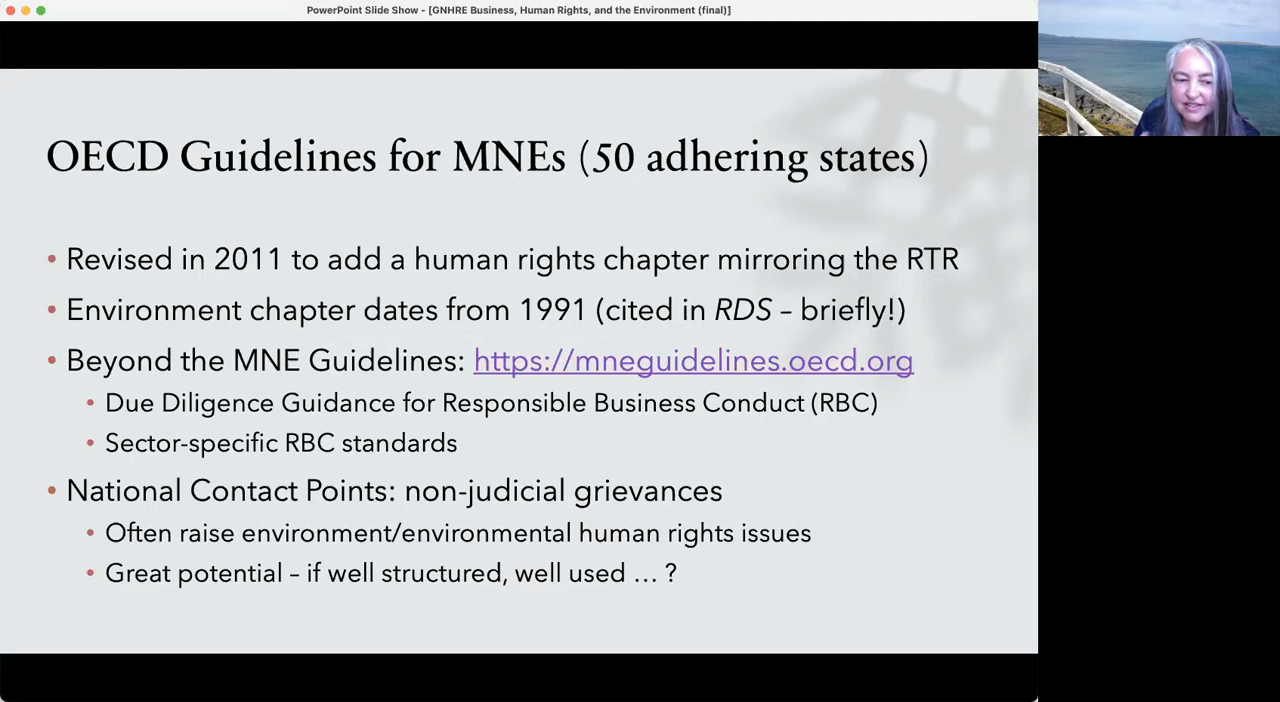 PowerPoint Slide Show - [GNHRE Business, Human Rights, and the Environment (final)]
OECD Guidelines for MNEs (50 adhering states)
• Revised in 2011 to add a human rights chapter mirroring the RTR
• Environment chapter dates from 1991 (cited in RDS – briefly!)
• Beyond the MNE Guidelines: https://mneguidelines.oecd.org
• Due Diligence Guidance for Responsible Business Conduct (RBC)
• Sector-specific RBC standards
• National Contact Points: non-judicial grievances
• Often raise environment/environmental human rights issues
• Great potential – if well structured, well used … ?